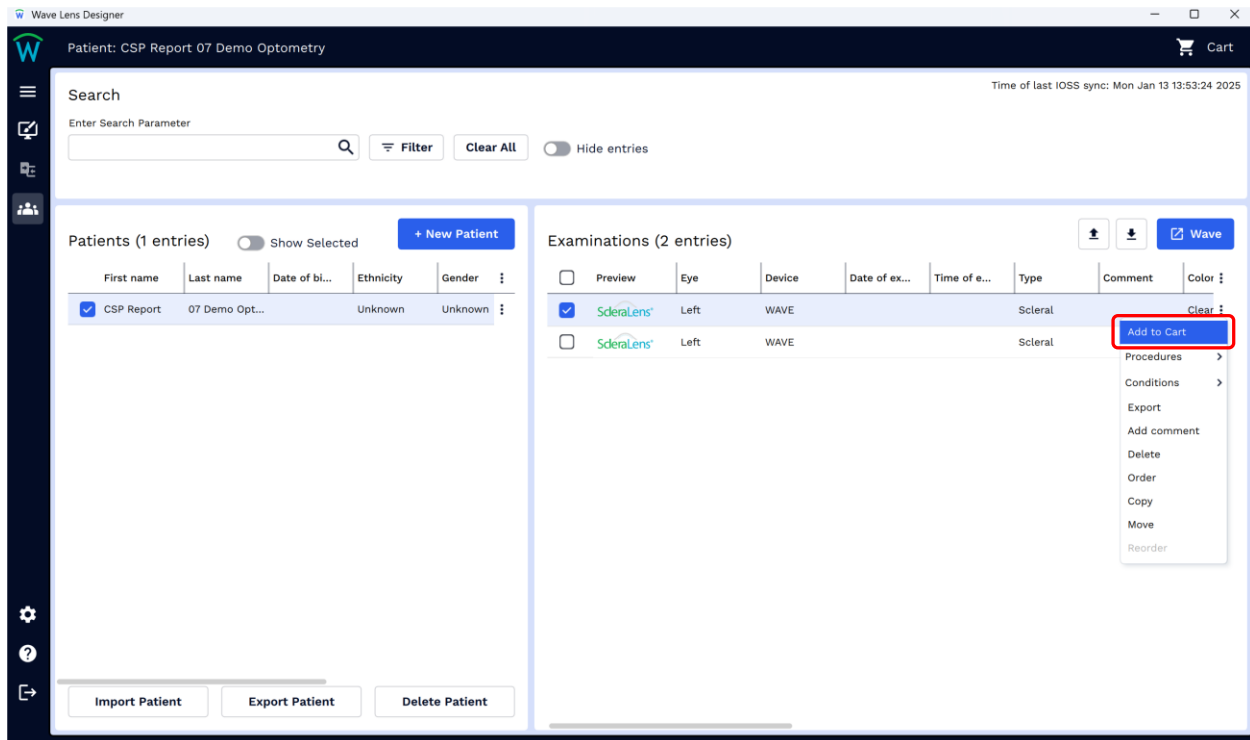 Wave Lens Designer
W Patient: CSP Report 07 Demo Optometry Cart
Time of last IOSS sync: Mon Jan 13 13:53:24 2025
Search
Enter Search Parameter
Filter Clear All Hide entries
Patients (1 entries) Show Selected + New Patient
First name Last name Date of bi... Ethnicity Gender
CSP Report 07 Demo Opt... Unknown Unknown
Import Patient Export Patient Delete Patient
Examinations (2 entries) Wave
Preview Eye Device Date of ex... Time of e... Type Comment Color
ScleraLens Left WAVE Scleral Clear
ScleraLens Left WAVE Scleral
Add to Cart
Procedures
Conditions
Export
Add comment
Delete
Order
Copy
Move
Reorder